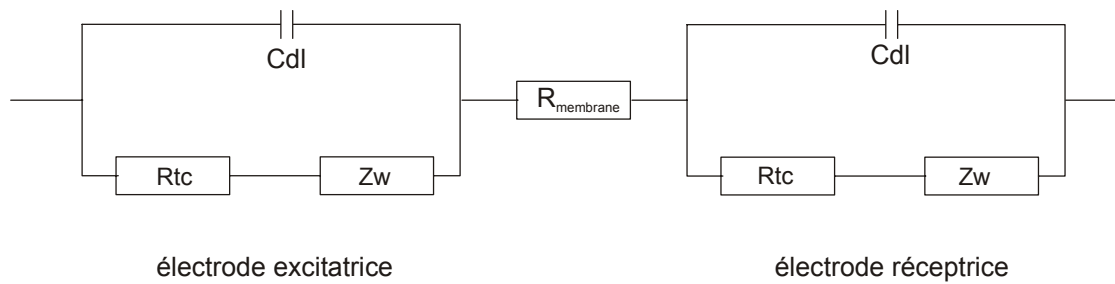 Cdl
Rtc
Zw
électrode excitatrice
Rmembrane
Cdl
Rtc
Zw
électrode réceptrice